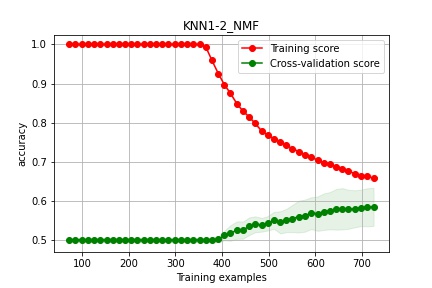 KNN1-2_NMF
1.0
0.9
0.8
0.7
0.6
0.5
accuracy
Training score
Cross-validation score
100 200 300 400 500 600 700
Training examples